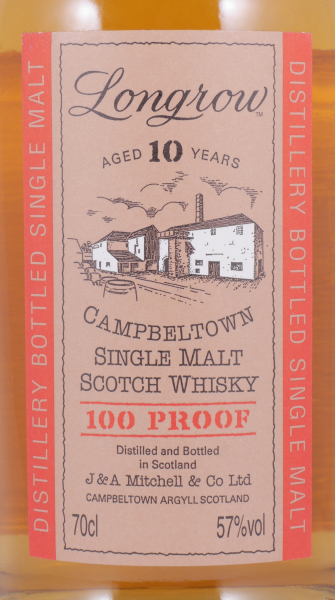 Longrow™
AGED 10 YEARS
CAMPBELTOWN
SINGLE MALT
SCOTCH WHISKY
100 PROOF
Distilled and Bottled
in Scotland
J & A Mitchell & Co Ltd
CAMPBELTOWN ARGYLL SCOTLAND
70cl 57%vol
DISTILLERY BOTTLED SINGLE MALT
DISTILLERY BOTTLED SINGLE MALT